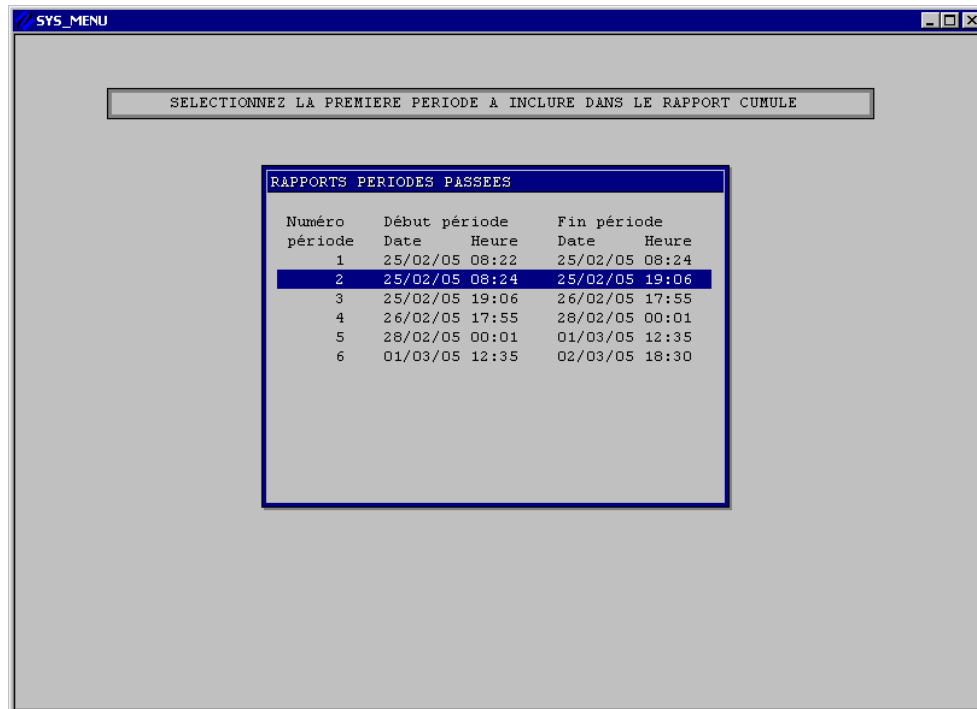 SYS_MENU
SELECTIONNEZ LA PREMIERE PERIODE A INCLURE DANS LE RAPPORT CUMULE
RAPPORTS PERIODES PASSEES
Numéro Début période Fin période
période Date Heure Date Heure
1 25/02/05 08:22 25/02/05 08:24
2 25/02/05 08:24 25/02/05 19:06
3 25/02/05 19:06 26/02/05 17:55
4 26/02/05 17:55 28/02/05 00:01
5 28/02/05 00:01 01/03/05 12:35
6 01/03/05 12:35 02/03/05 18:30